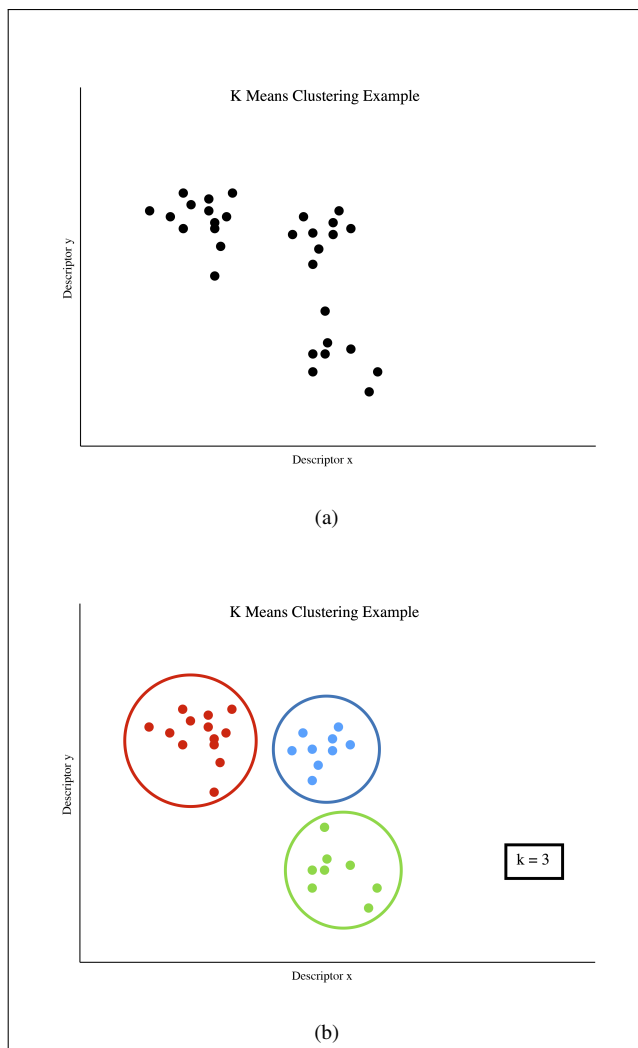 K Means Clustering Example
Descriptor y
Descriptor x
(a)
K Means Clustering Example
Descriptor y
k = 3
Descriptor x
(b)